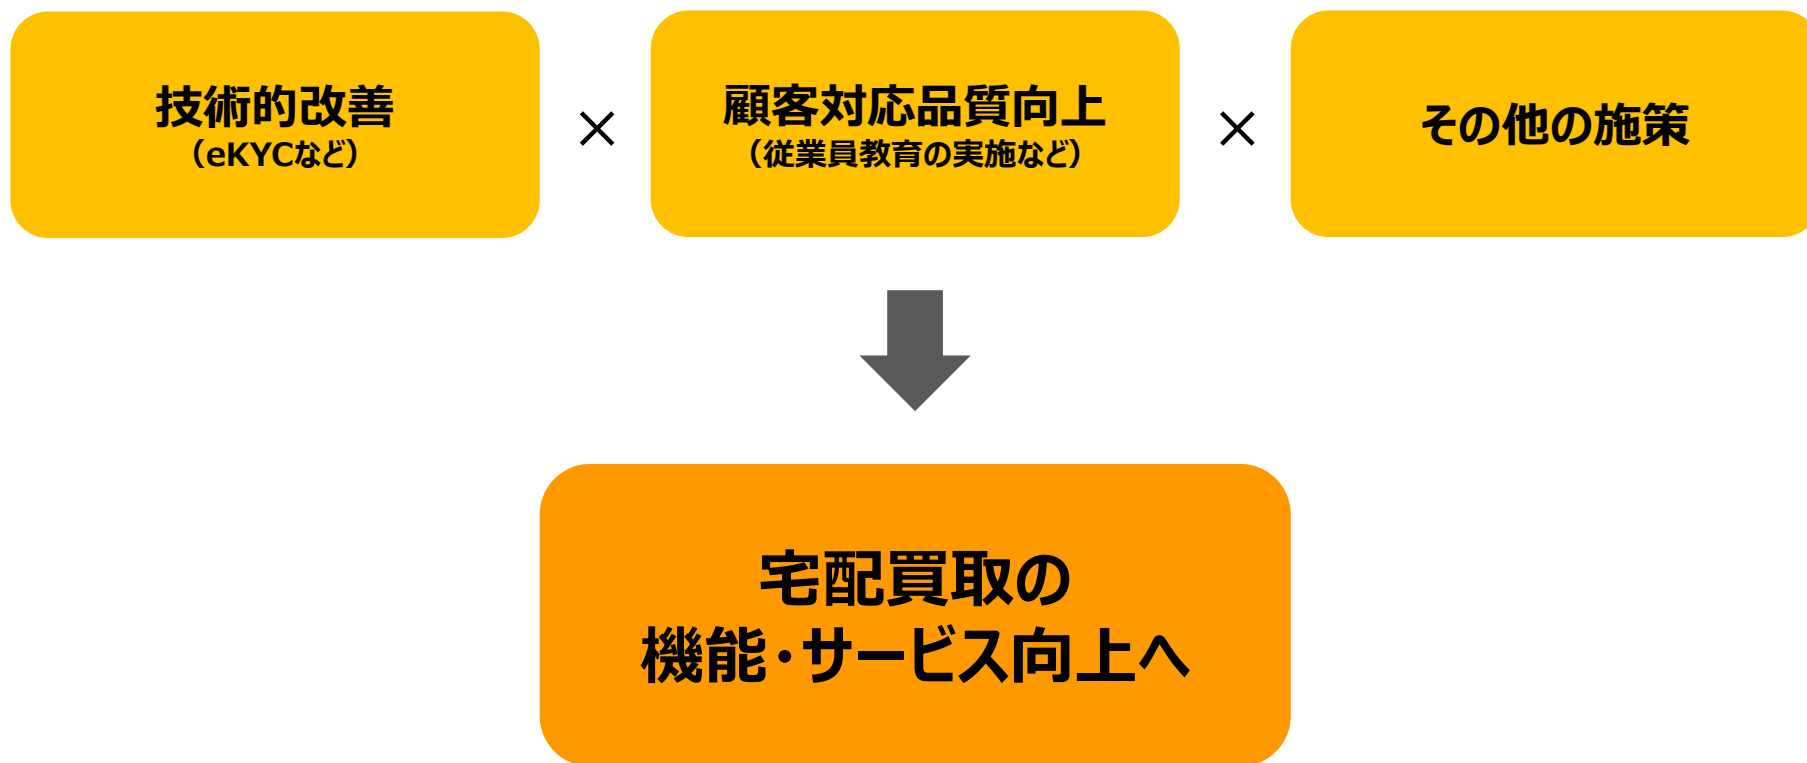 技術的改善
（eKYCなど）
×
顧客対応品質向上
（従業員教育の実施など）
×
その他の施策
宅配買取の
機能・サービス向上へ